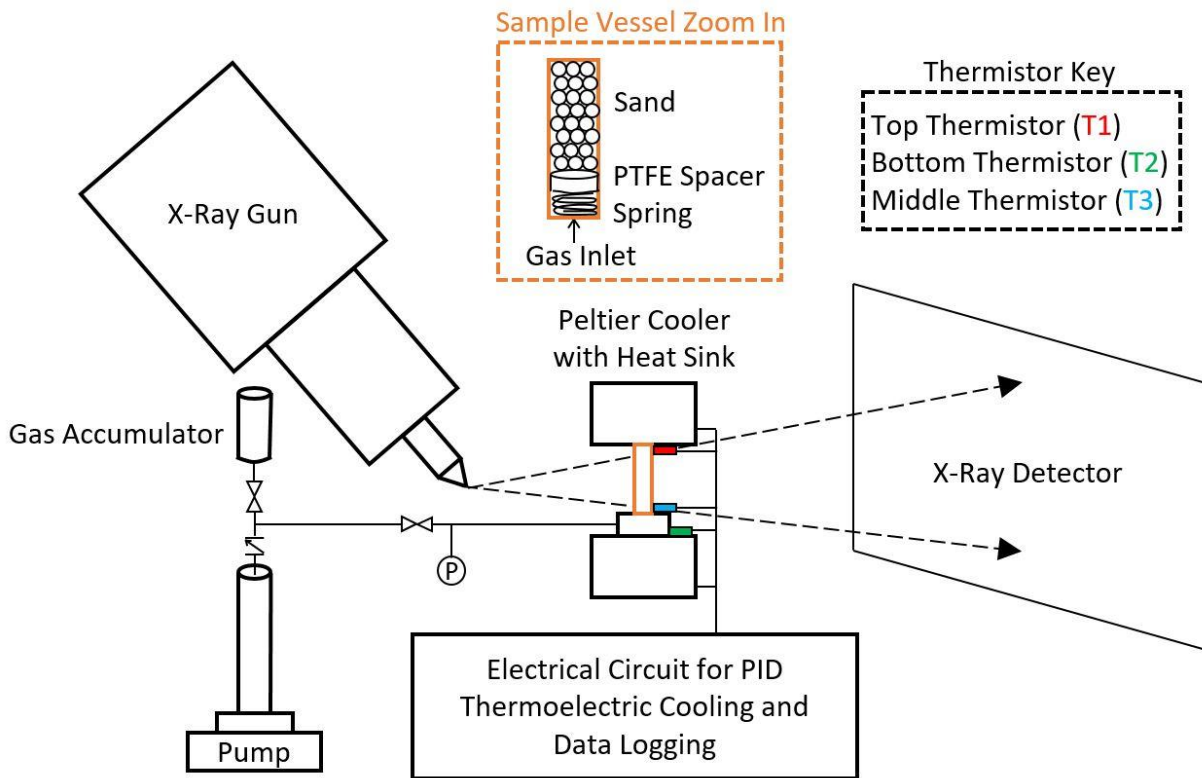 Sample Vessel Zoom In
Sand
PTFE Spacer
Spring
Gas Inlet
Thermistor Key
Top Thermistor (T1)
Bottom Thermistor (T2)
Middle Thermistor (T3)
X-Ray Gun
Peltier Cooler
with Heat Sink
Gas Accumulator
X-Ray Detector
P
Electrical Circuit for PID
Thermoelectric Cooling and
Data Logging
Pump